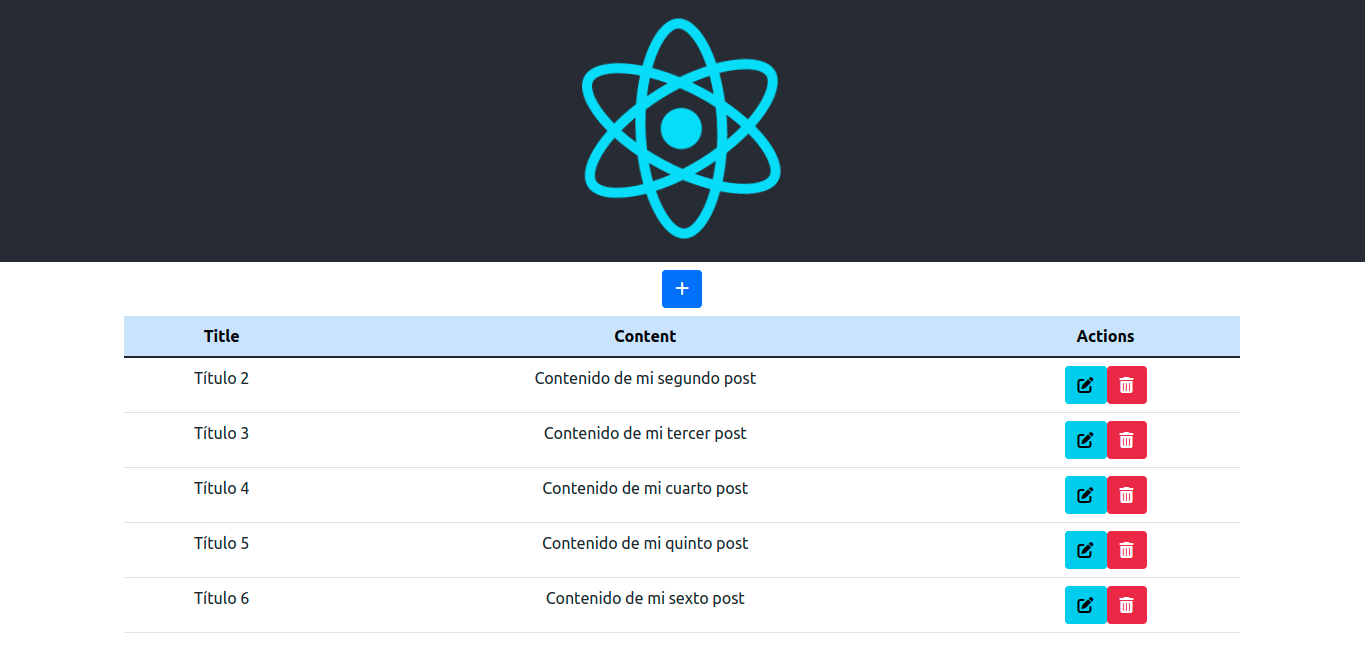 +
Title Content Actions
Título 2 Contenido de mi segundo post
Título 3 Contenido de mi tercer post
Título 4 Contenido de mi cuarto post
Título 5 Contenido de mi quinto post
Título 6 Contenido de mi sexto post